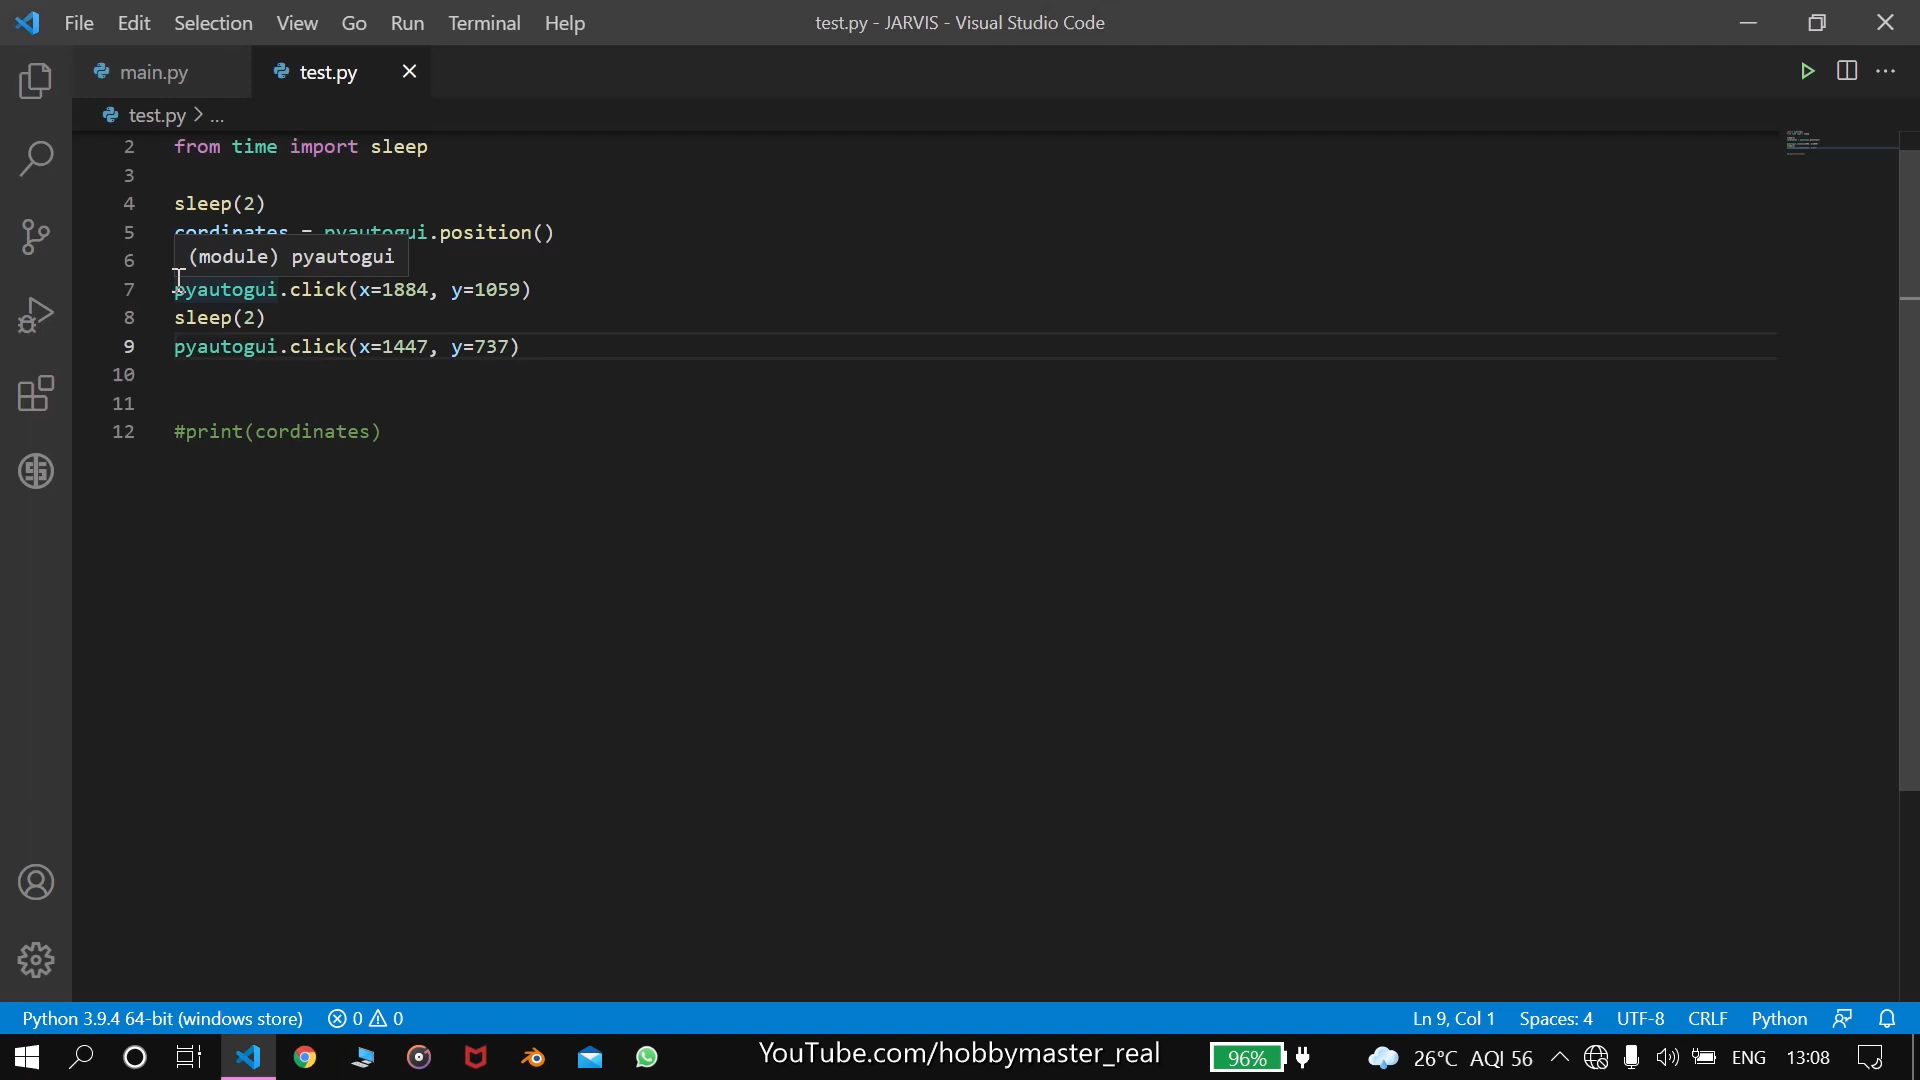 File Edit Selection View Go Run Terminal Help
test.py - JARVIS - Visual Studio Code
main.py
test.py
test.py > ...
2 from time import sleep
3
4 sleep(2)
5 cordinates = pyautogui.position()
(module) pyautogui
6
7 pyautogui.click(x=1884, y=1059)
8 sleep(2)
9 pyautogui.click(x=1447, y=737)
10
11
12 #print(cordinates)
Python 3.9.4 64-bit (windows store) 0 0
Ln 9, Col 1 Spaces: 4 UTF-8 CRLF Python
YouTube.com/hobbymaster_real
96%
26°C AQI 56
ENG
13:08